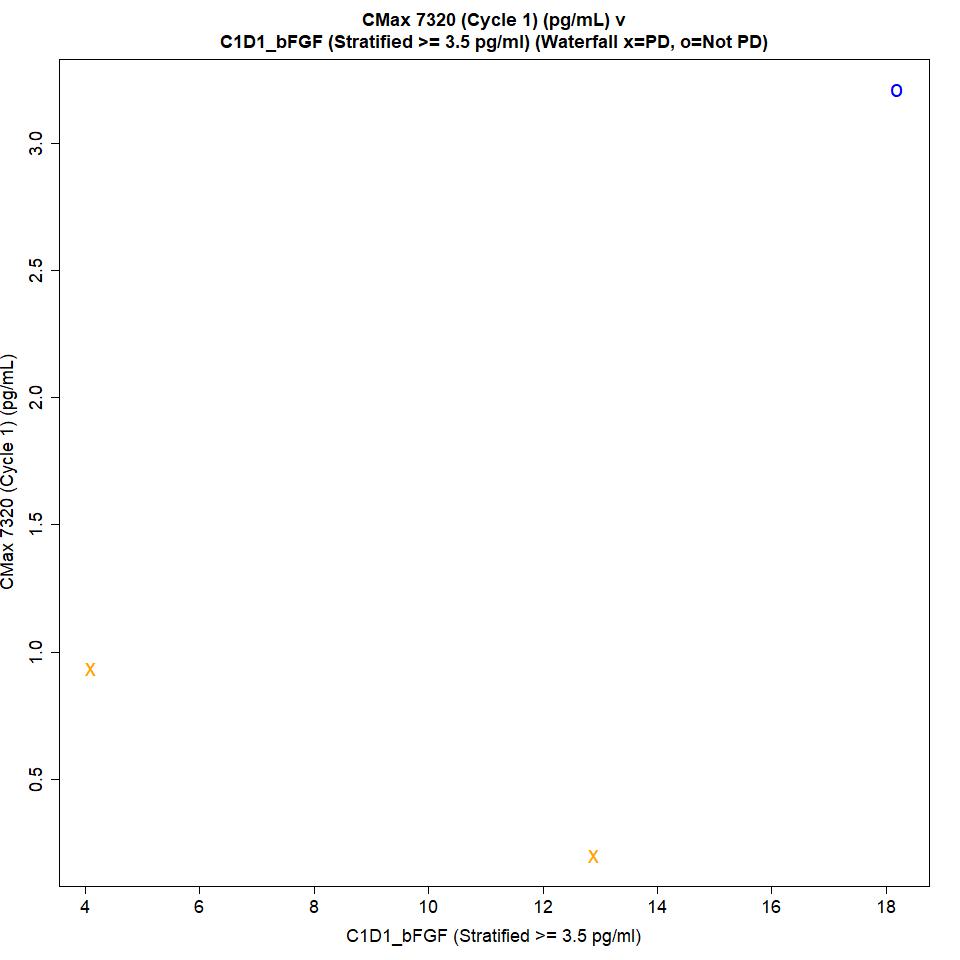 CMax 7320 (Cycle 1) (pg/mL) v
C1D1_bFGF (Stratified >= 3.5 pg/ml) (Waterfall x=PD, o=Not PD)
CMax 7320 (Cycle 1) (pg/mL)
3.0
2.5
2.0
1.5
1.0
0.5
o
x
x
4 6 8 10 12 14 16 18
C1D1_bFGF (Stratified >= 3.5 pg/ml)